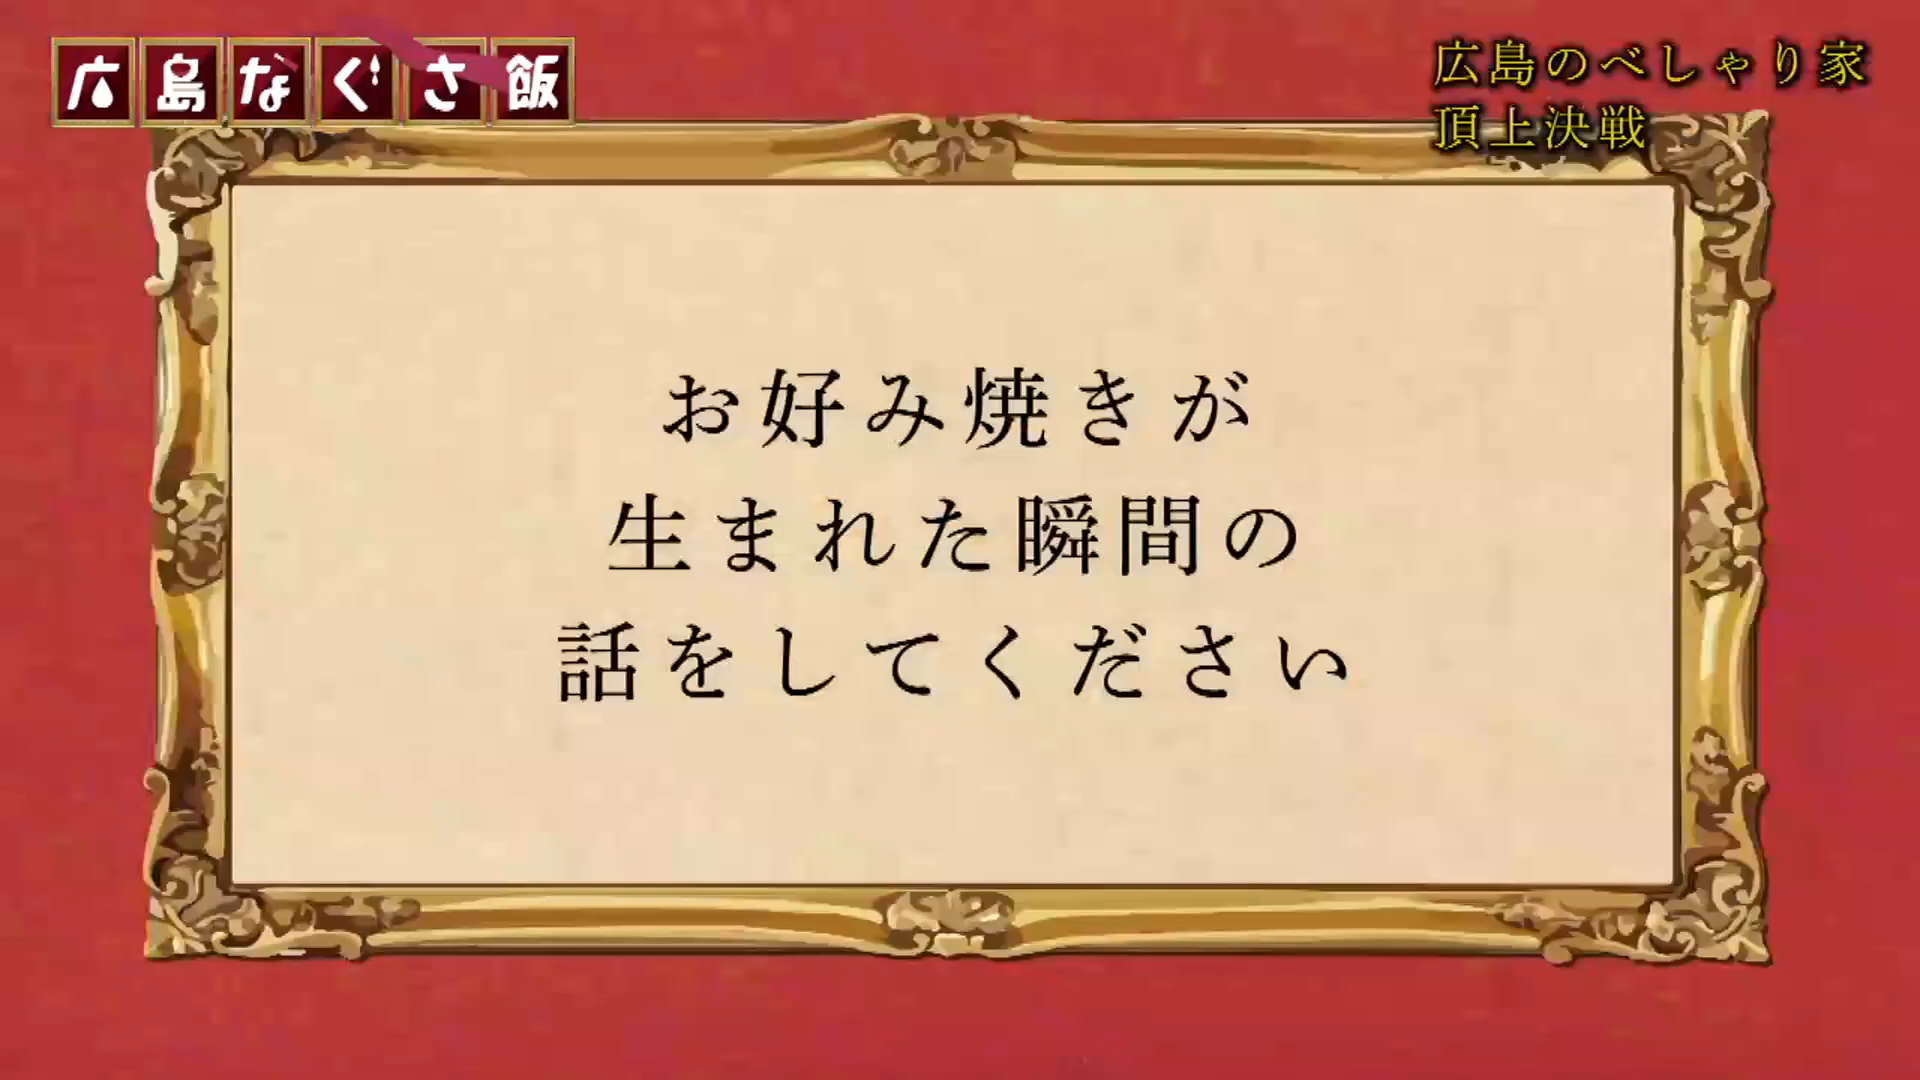 広島なぐさ飯
広島のべしゃり家
頂上決戦
お好み焼きが
生まれた瞬間の
話をしてください